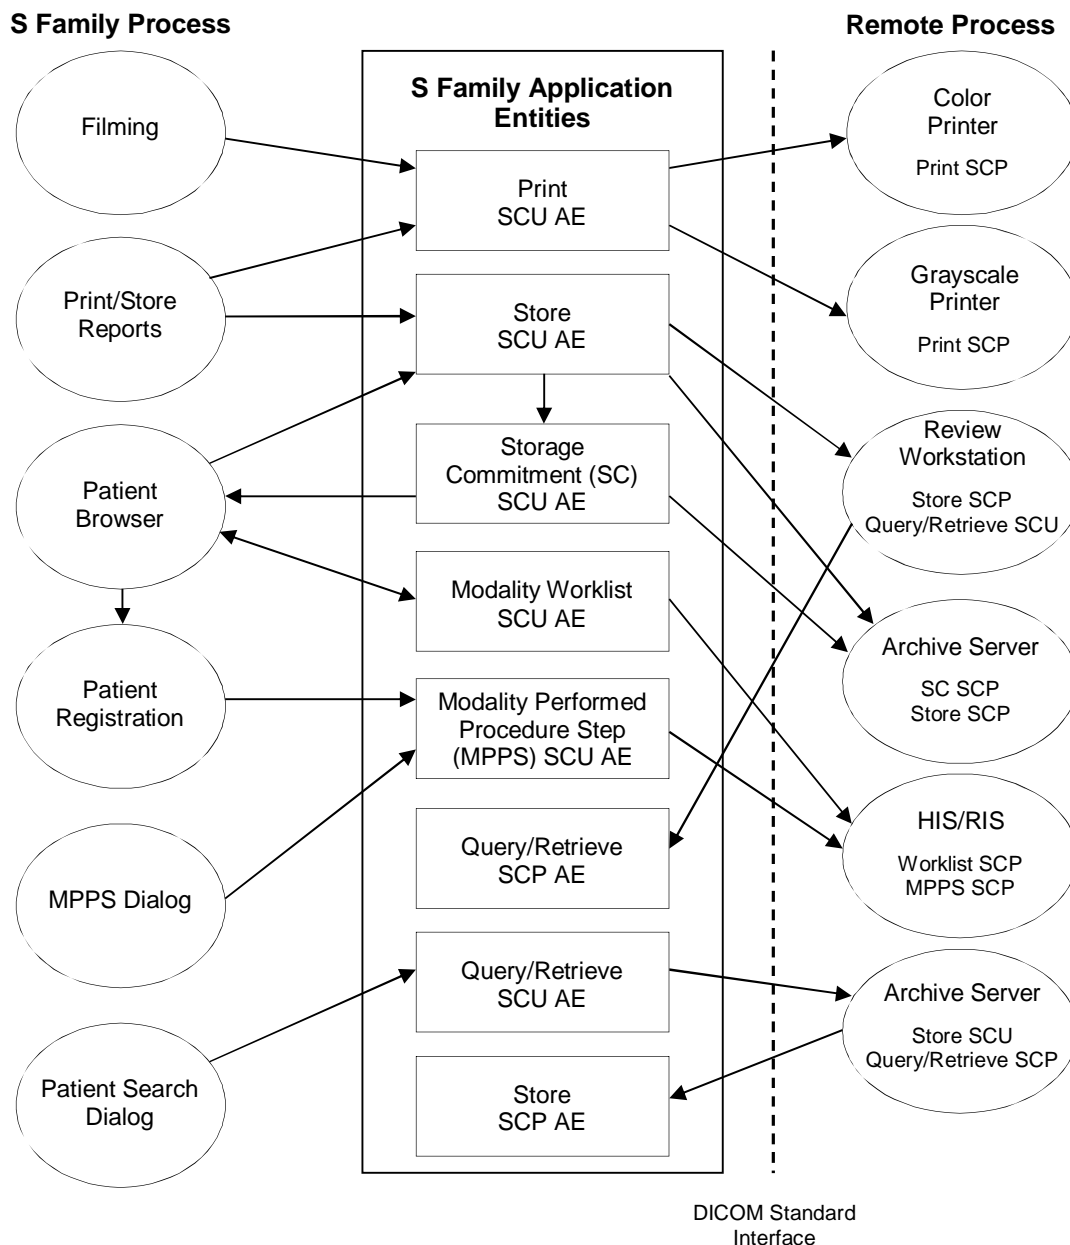 S Family Process
Filming
Print/Store
Reports
Patient
Browser
Patient
Registration
MPPS Dialog
Patient Search
Dialog
S Family Application
Entities
Print
SCU AE
Store
SCU AE
Storage
Commitment (SC)
SCU AE
Modality Worklist
SCU AE
Modality Performed
Procedure Step
(MPPS) SCU AE
Query/Retrieve
SCP AE
Query/Retrieve
SCU AE
Store
SCP AE
Remote Process
Color
Printer
Print SCP
Grayscale
Printer
Print SCP
Review
Workstation
Store SCP
Query/Retrieve SCU
Archive Server
SC SCP
Store SCP
HIS/RIS
Worklist SCP
MPPS SCP
Archive Server
Store SCU
Query/Retrieve SCP
DICOM Standard
Interface